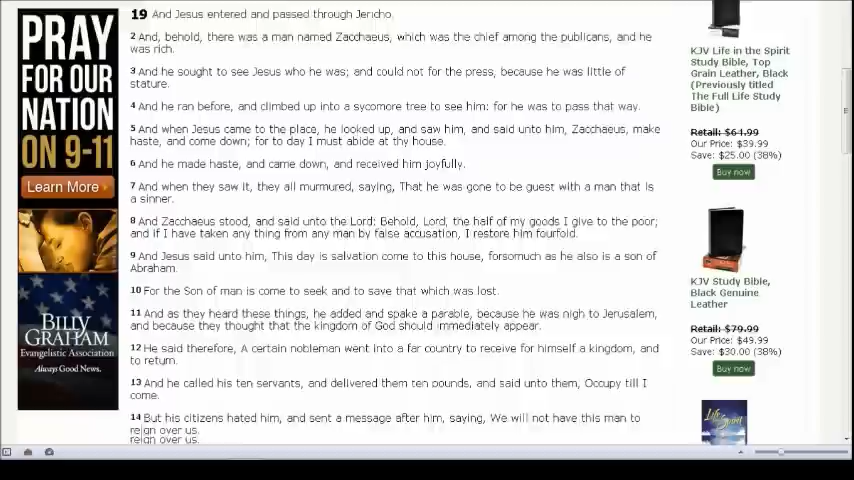 PRAY
FOR OUR
NATION
ON 9-11
Learn More ›
BILLY
GRAHAM
Evangelistic Association
Always Good News.
19 And Jesus entered and passed through Jericho.
2 And, behold, there was a man named Zacchaeus, which was the chief among the publicans, and he
was rich.
3 And he sought to see Jesus who he was; and could not for the press, because he was little of
stature.
4 And he ran before, and climbed up into a sycomore tree to see him: for he was to pass that way.
5 And when Jesus came to the place, he looked up, and saw him, and said unto him, Zacchaeus, make
haste, and come down; for to day I must abide at thy house.
6 And he made haste, and came down, and received him joyfully.
7 And when they saw it, they all murmured, saying, That he was gone to be guest with a man that is
a sinner.
8 And Zacchaeus stood, and said unto the Lord: Behold, Lord, the half of my goods I give to the poor;
and if I have taken any thing from any man by false accusation, I restore him fourfold.
9 And Jesus said unto him, This day is salvation come to this house, forsomuch as he also is a son of
Abraham.
10 For the Son of man is come to seek and to save that which was lost.
11 And as they heard these things, he added and spake a parable, because he was nigh to Jerusalem,
and because they thought that the kingdom of God should immediately appear.
12 He said therefore, A certain nobleman went into a far country to receive for himself a kingdom, and
to return.
13 And he called his ten servants, and delivered them ten pounds, and said unto them, Occupy till I
come.
14 But his citizens hated him, and sent a message after him, saying, We will not have this man to
reign over us.
reign over us.
KJV Life in the Spirit
Study Bible, Top
Grain Leather, Black
(Previously titled
The Full Life Study
Bible)
Retail: $64.99
Our Price: $39.99
Save: $25.00 (38%)
Buy now
KJV Study Bible,
Black Genuine
Leather
Retail: $79.99
Our Price: $49.99
Save: $30.00 (38%)
Buy now
Life
Spirit